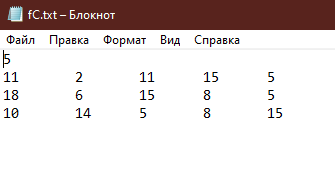 fC.txt – Блокнот
Файл Правка Формат Вид Справка
5
11 2 11 15 5
18 6 15 8 5
10 14 5 8 15